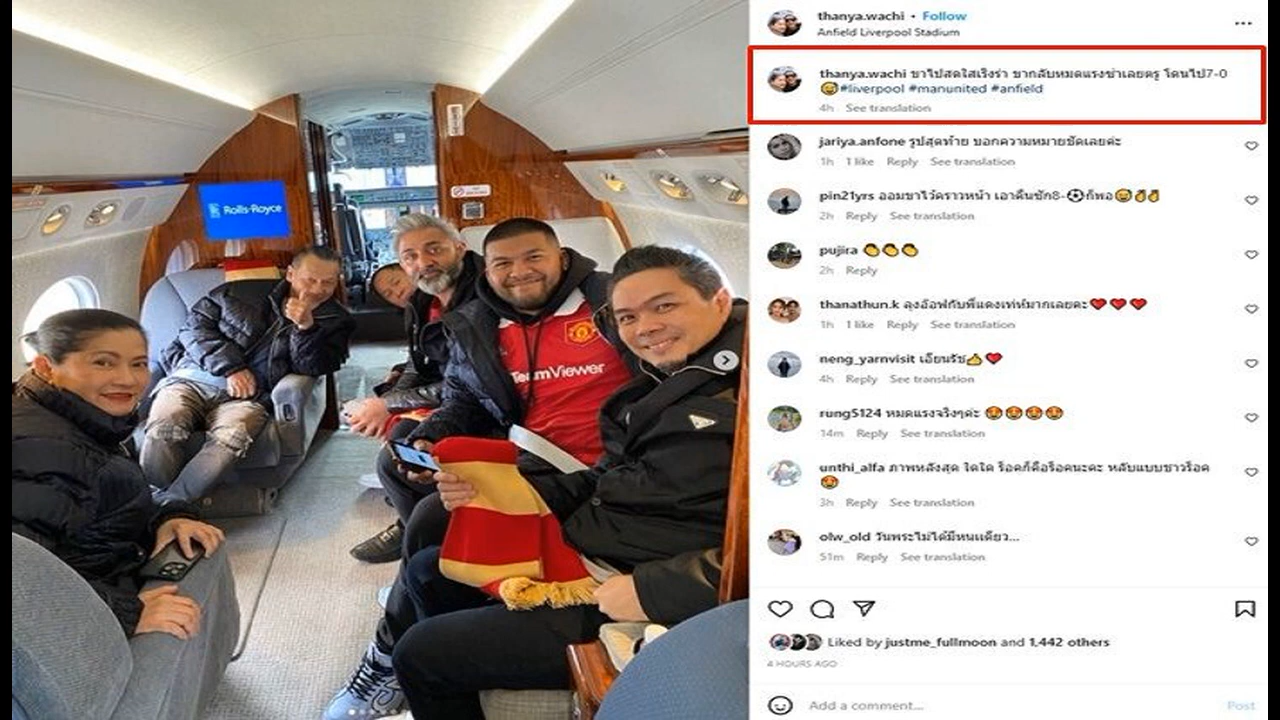 thanya.wachi • Follow
Anfield Liverpool Stadium
thanya.wachi ขาไปสดใสเริงร่า ขากลับหมดแรงซ่าเลยตรู โดนไป7-0
😅#liverpool #manunited #anfield
4h See translation
jariya.anfone รูปสุดท้าย บอกความหมายชัดเลยค่ะ
1h 1 like Reply See translation
pin21yrs ออมขาไว้คราวหน้า เอาคืนซัก8-⚽ก็พอ😅✌✌
2h Reply See translation
pujira 👏👏👏
2h Reply
thanathun.k ลุงอ๊อฟกับพี่แดงเท่ห์มากเลยคะ❤❤❤
1h 1 like Reply See translation
neng_yarnvisit เอี่ยนรัช👍❤
4h Reply See translation
rung5124 หมดแรงจริงๆค่ะ 🥰🥰🥰🥰
14m Reply See translation
unthi_alfa ภาพหลังสุด ใดใด ร็อคก็คือร็อคนะคะ หลับแบบชาวร็อค
🥰
3h Reply See translation
olw_old วันพระไม่ได้มีหนเดียว...
51m Reply See translation
Liked by justme_fullmoon and 1,442 others
4 HOURS AGO
Add a comment...
Post
Rolls-Royce
TeamViewer